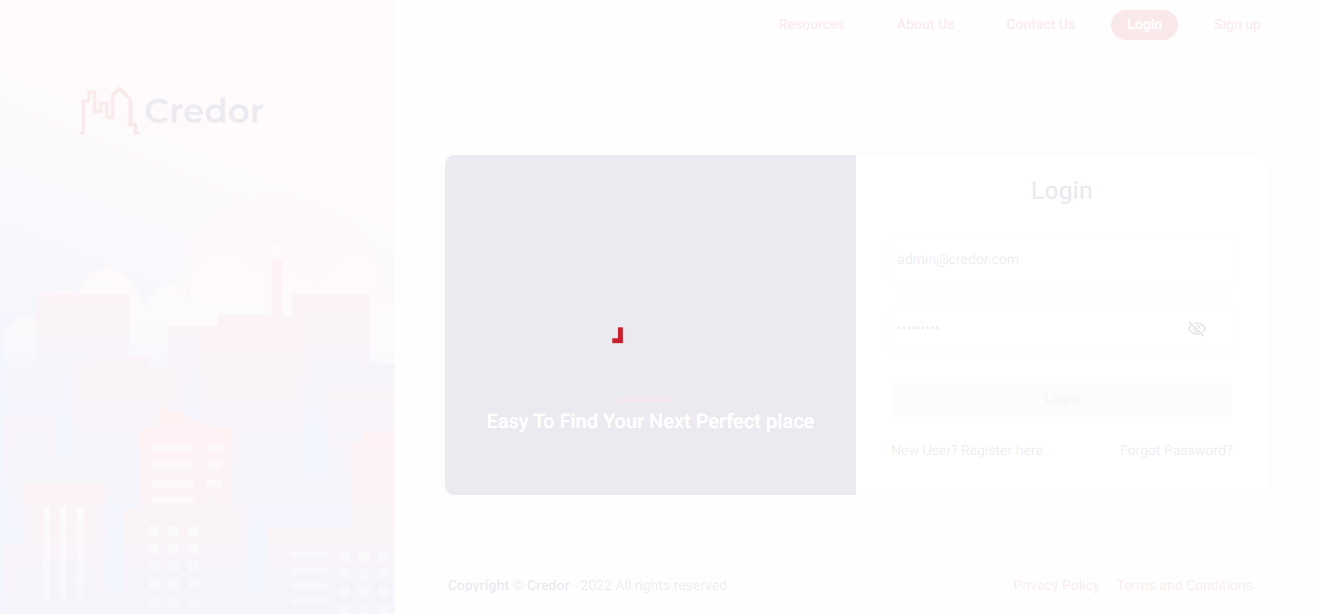 Resources About Us Contact Us Login Sign up
Credor
Login
admin@credor.com
•••••••••
Login
Easy To Find Your Next Perfect place
New User? Register here Forgot Password?
Copyright © Credor - 2022 All rights reserved Privacy Policy Terms and Conditions